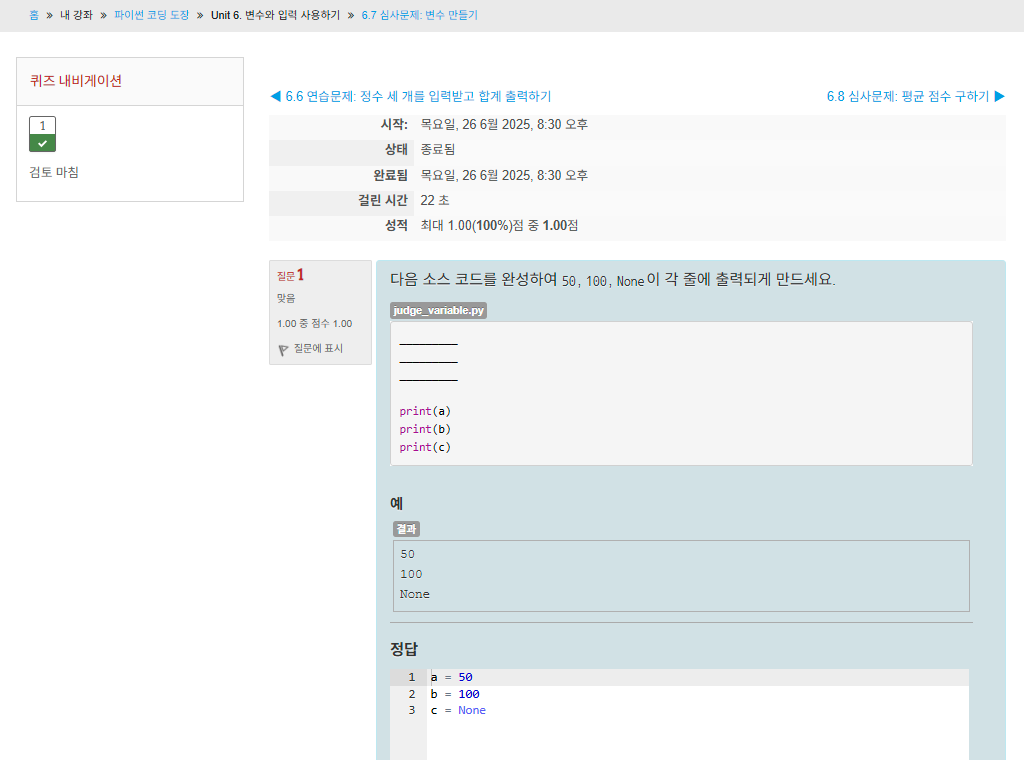 홈 » 내 강좌 » 파이썬 코딩 도장 » Unit 6. 변수와 입력 사용하기 » 6.7 심사문제: 변수 만들기
퀴즈 내비게이션
1
검토 마침
◀ 6.6 연습문제: 정수 세 개를 입력받고 합계 출력하기
6.8 심사문제: 평균 점수 구하기 ▶
시작: 목요일, 26 6월 2025, 8:30 오후
상태 종료됨
완료됨 목요일, 26 6월 2025, 8:30 오후
걸린 시간 22 초
성적 최대 1.00(100%)점 중 1.00점
질문 1
맞음
1.00 중 점수 1.00
질문에 표시
다음 소스 코드를 완성하여 50, 100, None이 각 줄에 출력되게 만드세요.
judge_variable.py
_________
_________
_________
print(a)
print(b)
print(c)
예
결과
50
100
None
정답
1 a = 50
2 b = 100
3 c = None